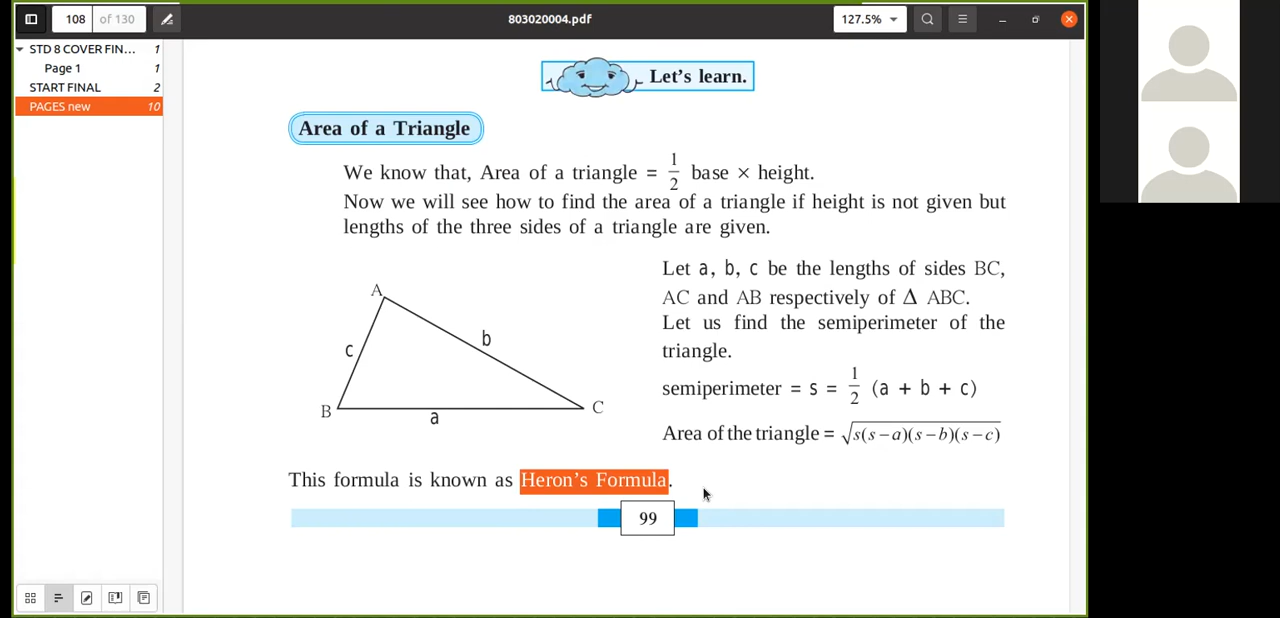 108 of 130
803020004.pdf
127.5%
STD 8 COVER FIN... 1
Page 1 1
START FINAL 2
PAGES new 10
Let's learn.
Area of a Triangle
We know that, Area of a triangle = 1/2 base × height.
Now we will see how to find the area of a triangle if height is not given but
lengths of the three sides of a triangle are given.
A
c
b
B
a
C
Let a, b, c be the lengths of sides BC,
AC and AB respectively of Δ ABC.
Let us find the semiperimeter of the
triangle.
semiperimeter = s = 1/2 (a + b + c)
Area of the triangle = √s(s−a)(s−b)(s−c)
This formula is known as Heron's Formula.
99